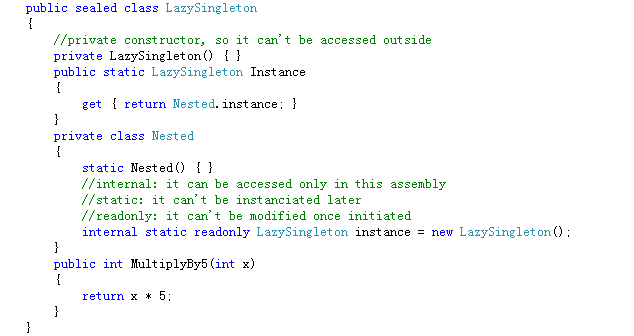 public sealed class LazySingleton
{
    //private constructor, so it can't be accessed outside
    private LazySingleton() { }
    public static LazySingleton Instance
    {
        get { return Nested.instance; }
    }
    private class Nested
    {
        static Nested() { }
        //internal: it can be accessed only in this assembly
        //static: it can't be instanciated later
        //readonly: it can't be modified once initiated
        internal static readonly LazySingleton instance = new LazySingleton();
    }
    public int MultiplyBy5(int x)
    {
        return x * 5;
    }
}